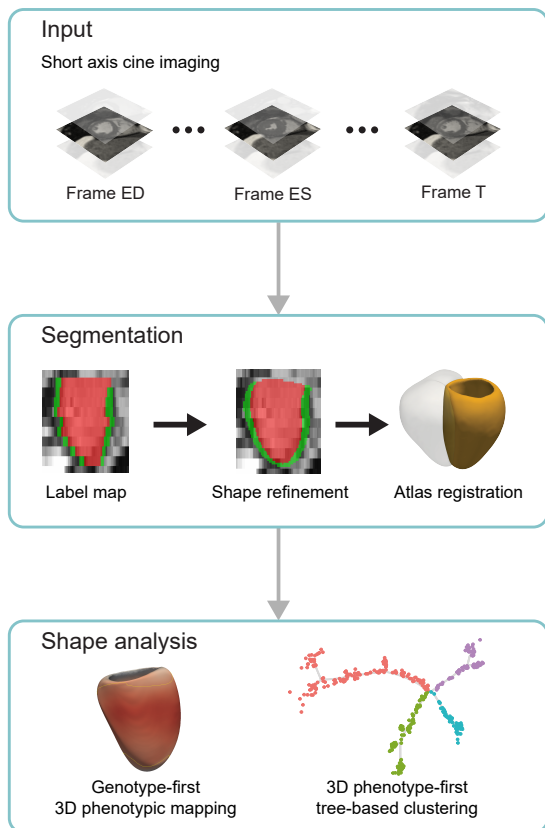 Input
Short axis cine imaging
Frame ED
Frame ES
Frame T
Segmentation
Label map
Shape refinement
Atlas registration
Shape analysis
Genotype-first
3D phenotypic mapping
3D phenotype-first
tree-based clustering